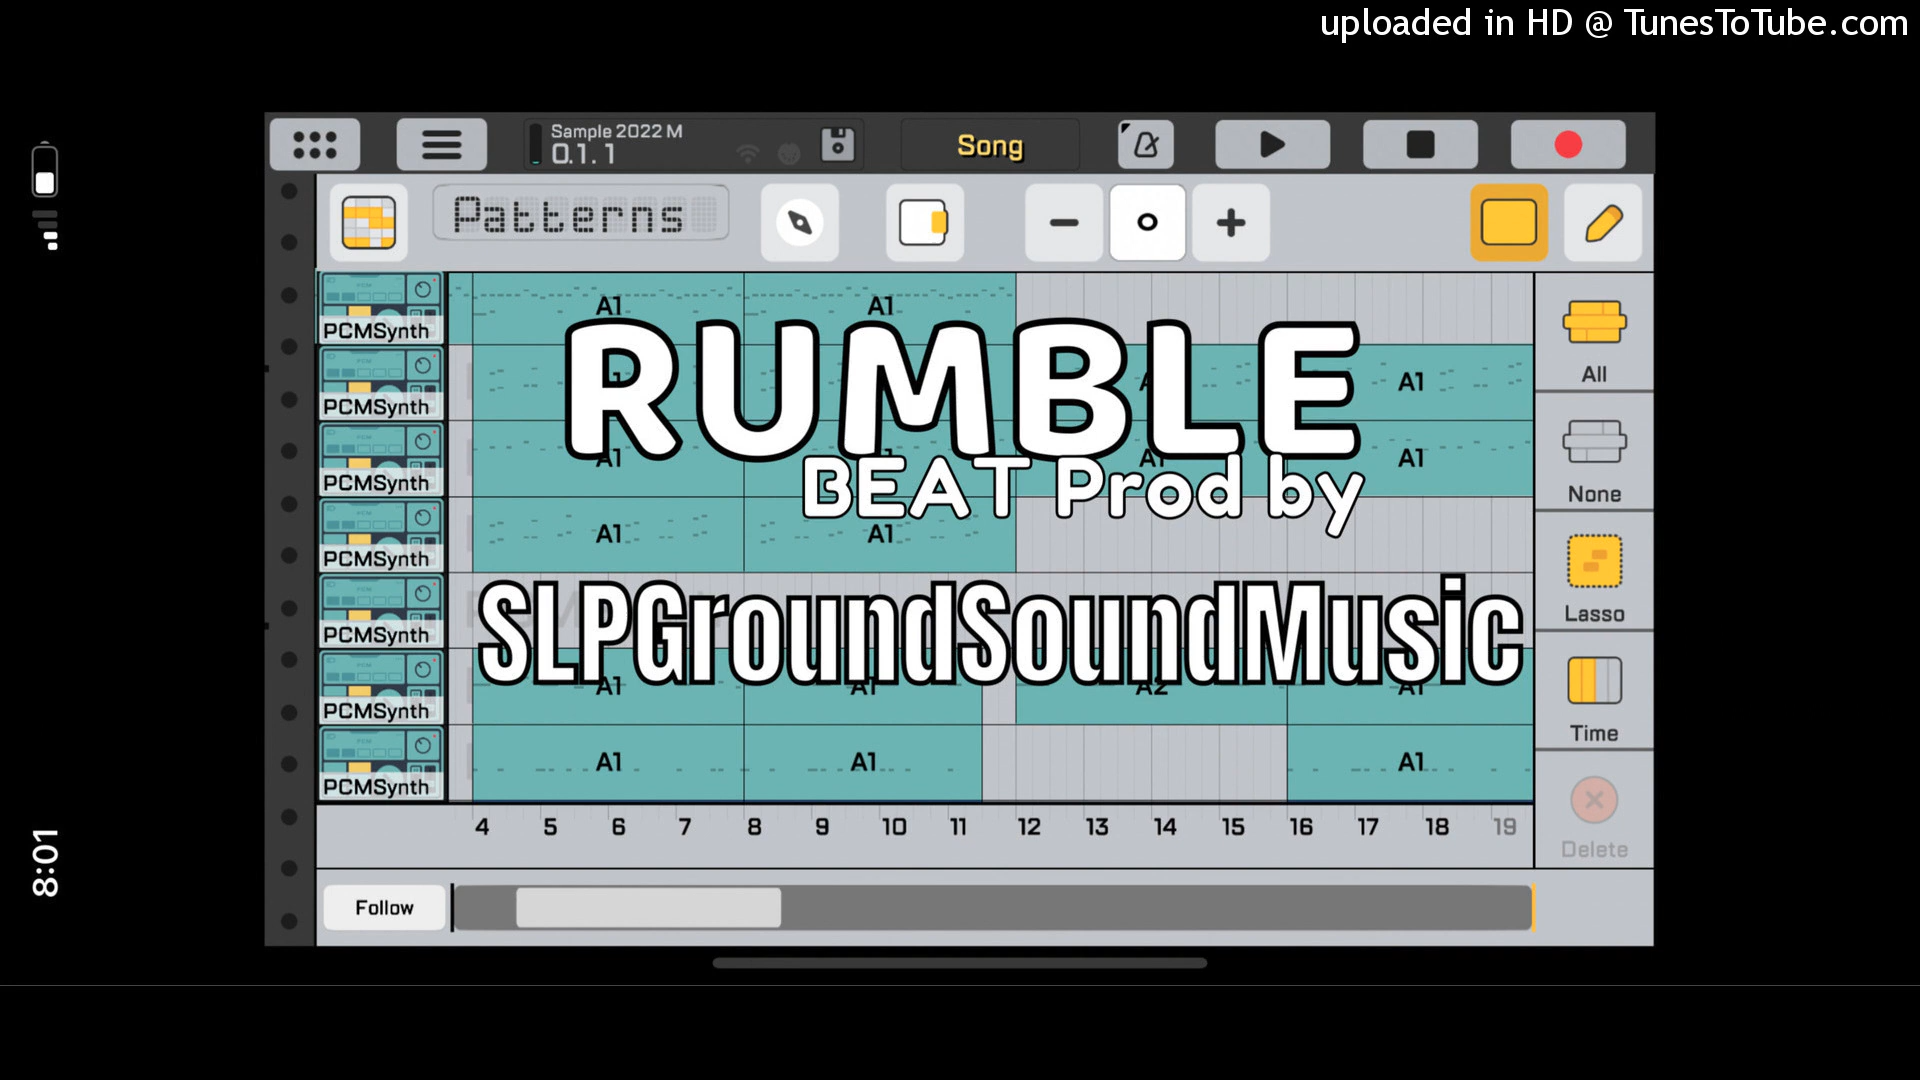 uploaded in HD @ TunesToTube.com
Sample 2022 M
0.1.1
Song
Patterns
PCMSynth
A1
A1
All
PCMSynth
A1
RUMBLE
PCMSynth
A1
A1
A1
None
BEAT Prod by
PCMSynth
A1
A1
Lasso
PCMSynth
SLPGroundSoundMusic
PCMSynth
A1
A1
A2
A1
Time
PCMSynth
A1
A1
A1
4 5 6 7 8 9 10 11 12 13 14 15 16 17 18 19
Delete
Follow
8:01